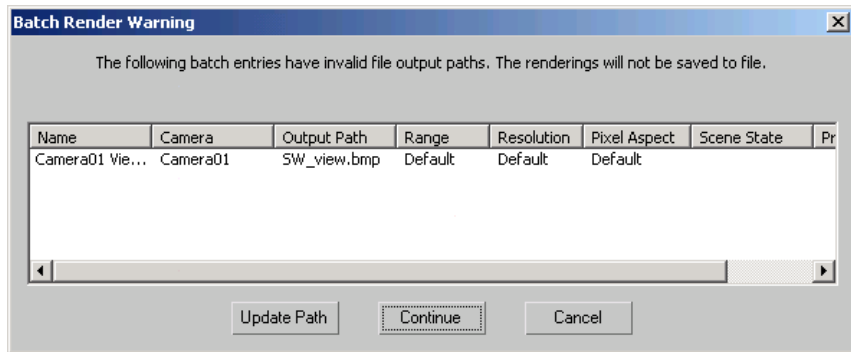 Batch Render Warning
The following batch entries have invalid file output paths. The renderings will not be saved to file.
Name Camera Output Path Range Resolution Pixel Aspect Scene State Pr
Camera01 Vie... Camera01 SW_view.bmp Default Default Default
Update Path Continue Cancel